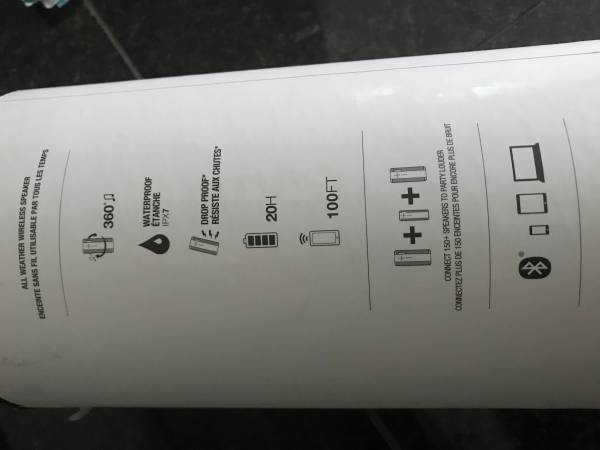 ALL WEATHER WIRELESS SPEAKER
ENCEINTE SANS FIL UTILISABLE PAR TOUS LES TEMPS
360°
WATERPROOF
ÉTANCHE
IPX7
DROP PROOF*
RÉSISTE AUX CHUTES*
20H
100FT
+ +
CONNECT 150+ SPEAKERS TO PARTY LOUDER
CONNECTEZ PLUS DE 150 ENCEINTES POUR ENCORE PLUS DE BRUIT
®